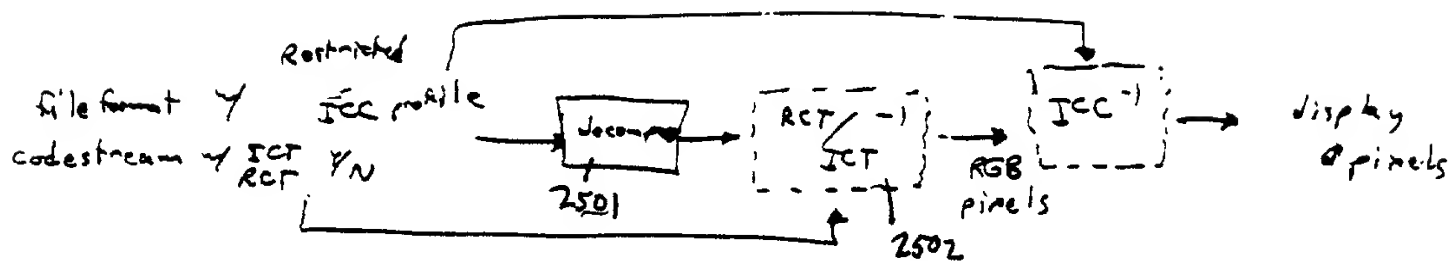 Restricted
file format w/ ICC profile
codestream w/ ICT RCT Y/N
decomp
2501
RCT/ICT -1
2502
RGB
pixels
ICC -1
display
pixels